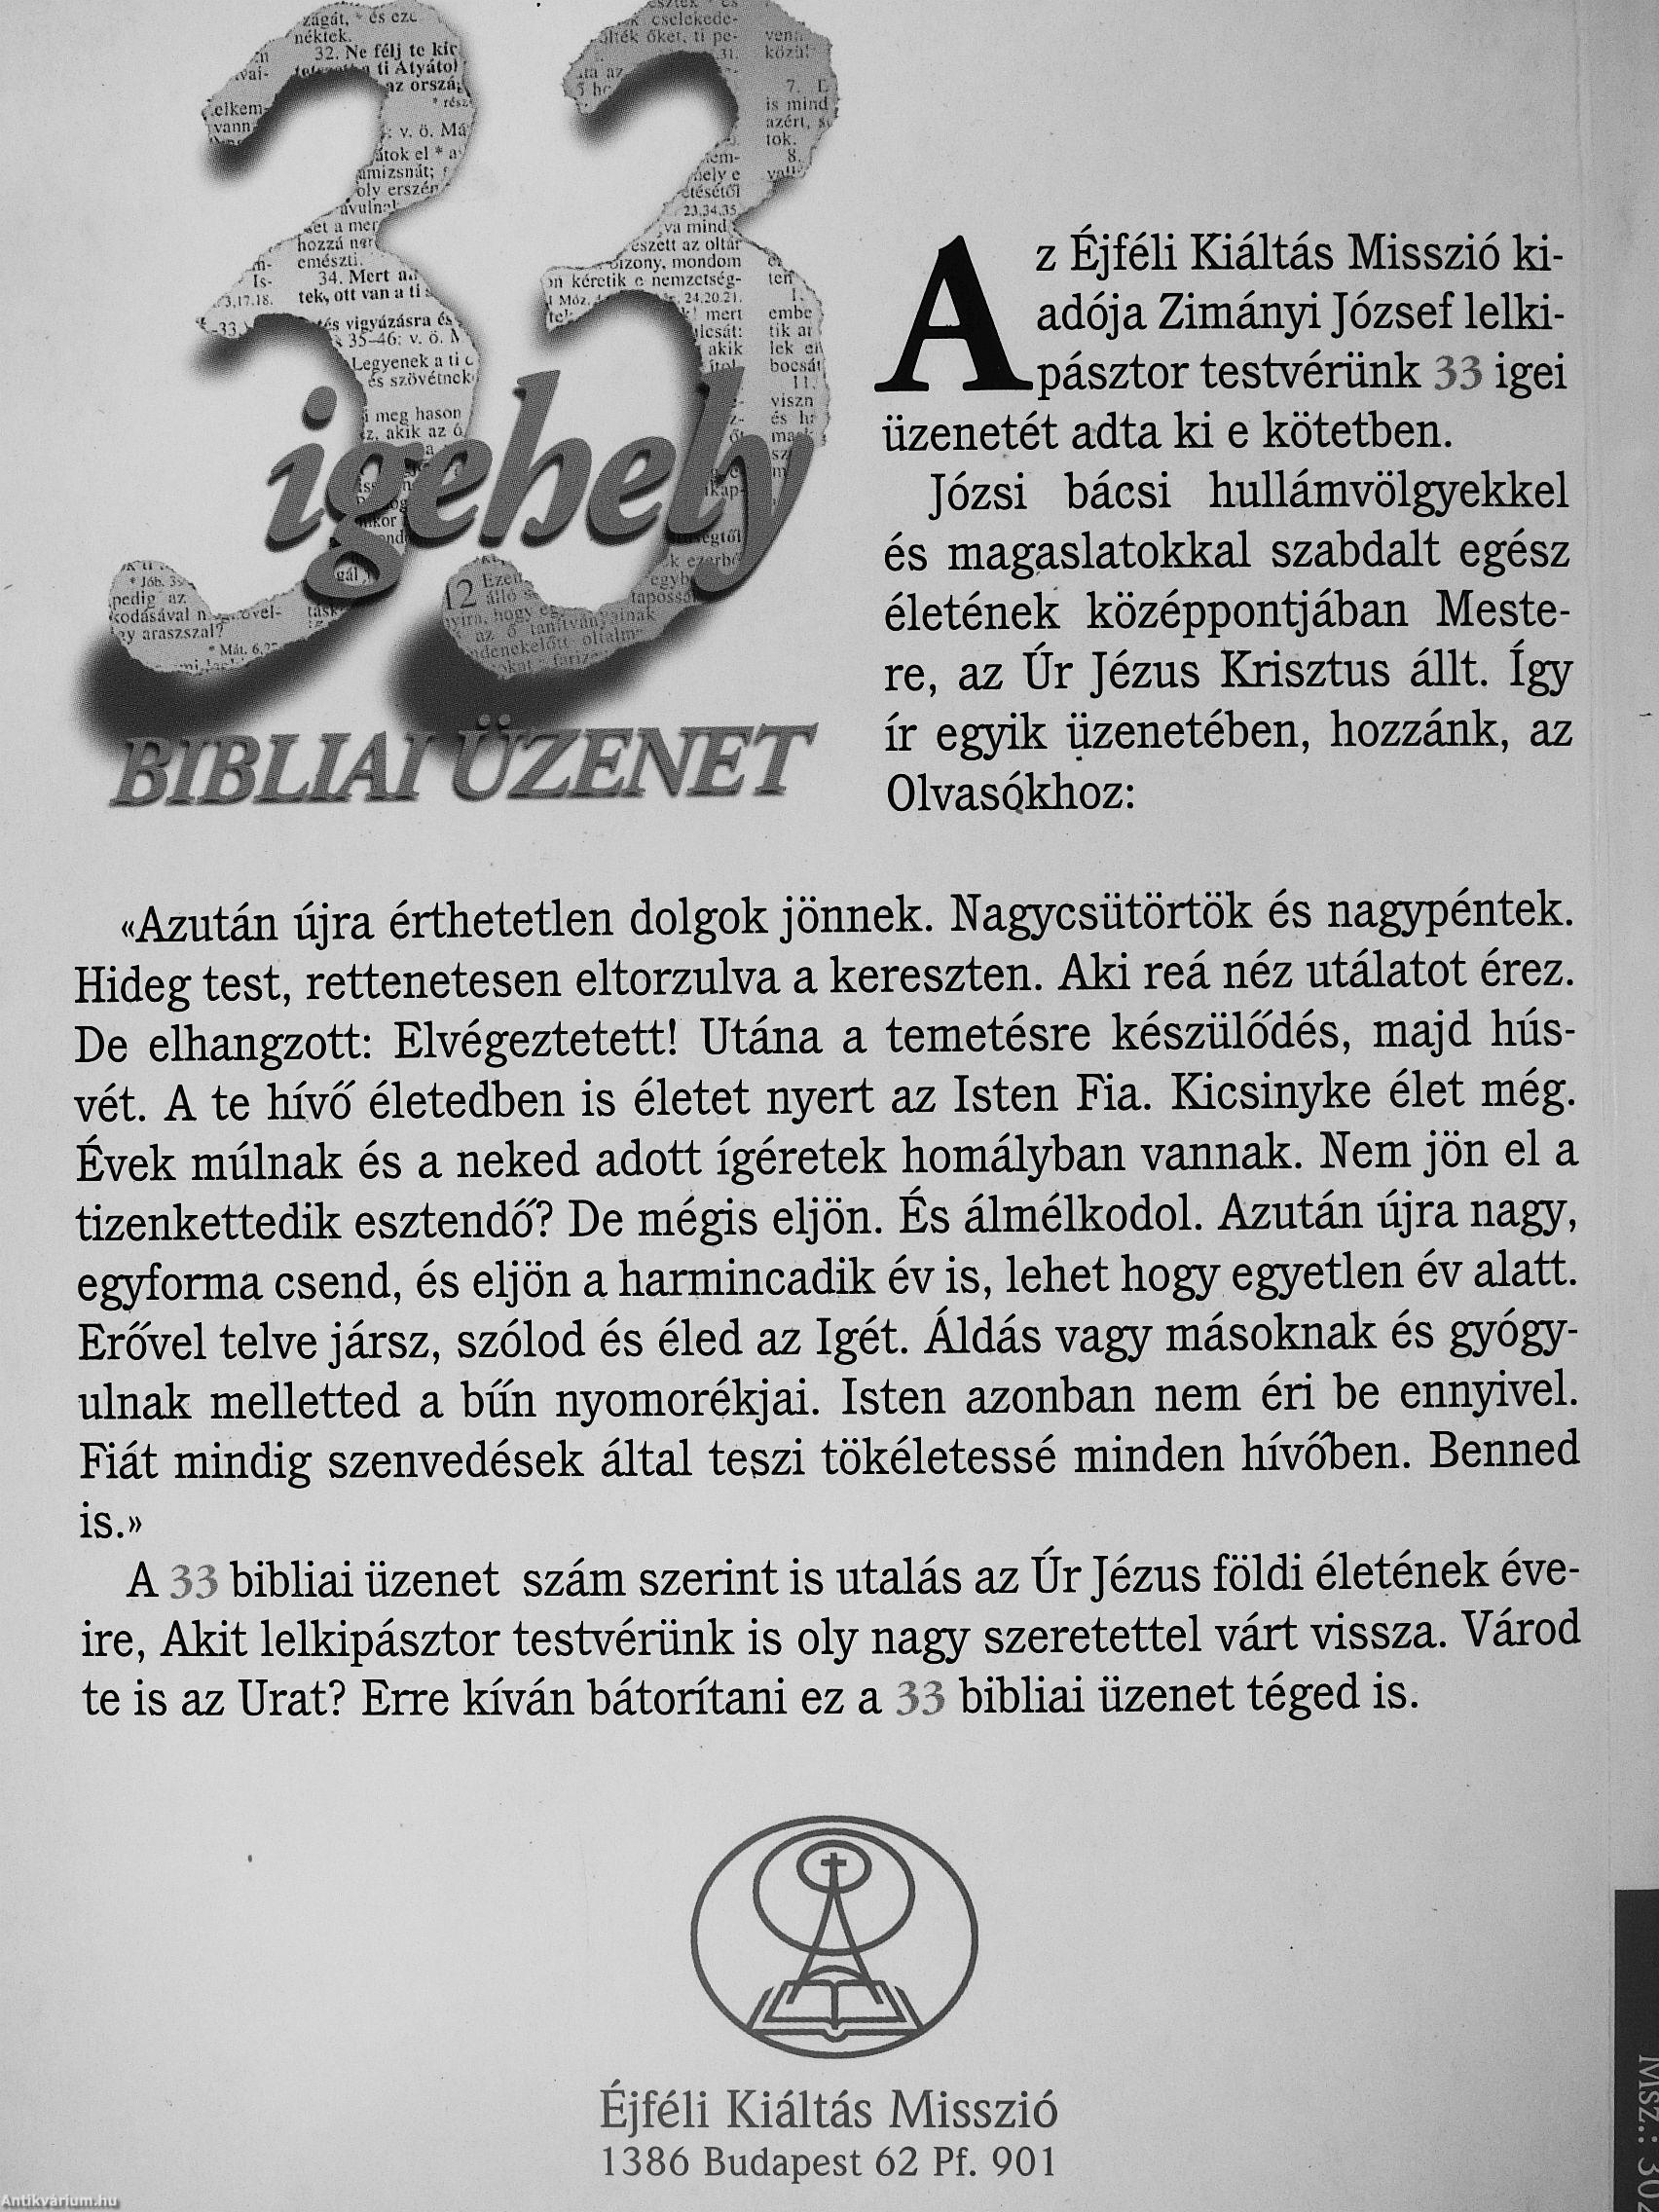 33
igehely
BIBLIAI ÜZENET
Az Éjféli Kiáltás Misszió ki-
adója Zimányi József lelki-
pásztor testvérünk 33 igei
üzenetét adta ki e kötetben.
Józsi bácsi hullámvölgyekkel
és magaslatokkal szabdalt egész
életének középpontjában Meste-
re, az Úr Jézus Krisztus állt. Így
ír egyik üzenetében, hozzánk, az
Olvasókhoz:
«Azután újra érthetetlen dolgok jönnek. Nagycsütörtök és nagypéntek.
Hideg test, rettenetesen eltorzulva a kereszten. Aki reá néz utálatot érez.
De elhangzott: Elvégeztetett! Utána a temetésre készülődés, majd hús-
vét. A te hívő életedben is életet nyert az Isten Fia. Kicsinyke élet még.
Évek múlnak és a neked adott ígéretek homályban vannak. Nem jön el a
tizenkettedik esztendő? De mégis eljön. És álmélkodol. Azután újra nagy,
egyforma csend, és eljön a harmincadik év is, lehet hogy egyetlen év alatt.
Erővel telve jársz, szólod és éled az Igét. Áldás vagy másoknak és gyógy-
ulnak melletted a bűn nyomorékjai. Isten azonban nem éri be ennyivel.
Fiát mindig szenvedések által teszi tökéletessé minden hívőben. Benned
is.»
A 33 bibliai üzenet szám szerint is utalás az Úr Jézus földi életének éve-
ire, Akit lelkipásztor testvérünk is oly nagy szeretettel várt vissza. Várod
te is az Urat? Erre kíván bátorítani ez a 33 bibliai üzenet téged is.
Éjféli Kiáltás Misszió
1386 Budapest 62 Pf. 901
Msz.: 302
Antikvarium.hu